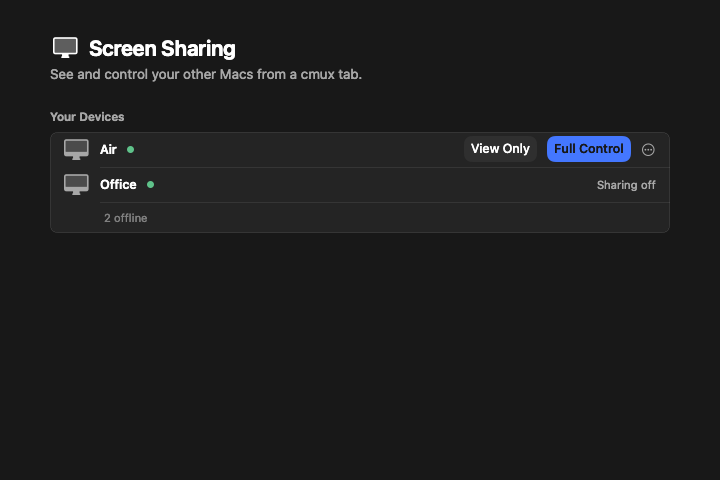 Screen Sharing
See and control your other Macs from a cmux tab.
Your Devices
Air View Only Full Control
Office Sharing off
2 offline